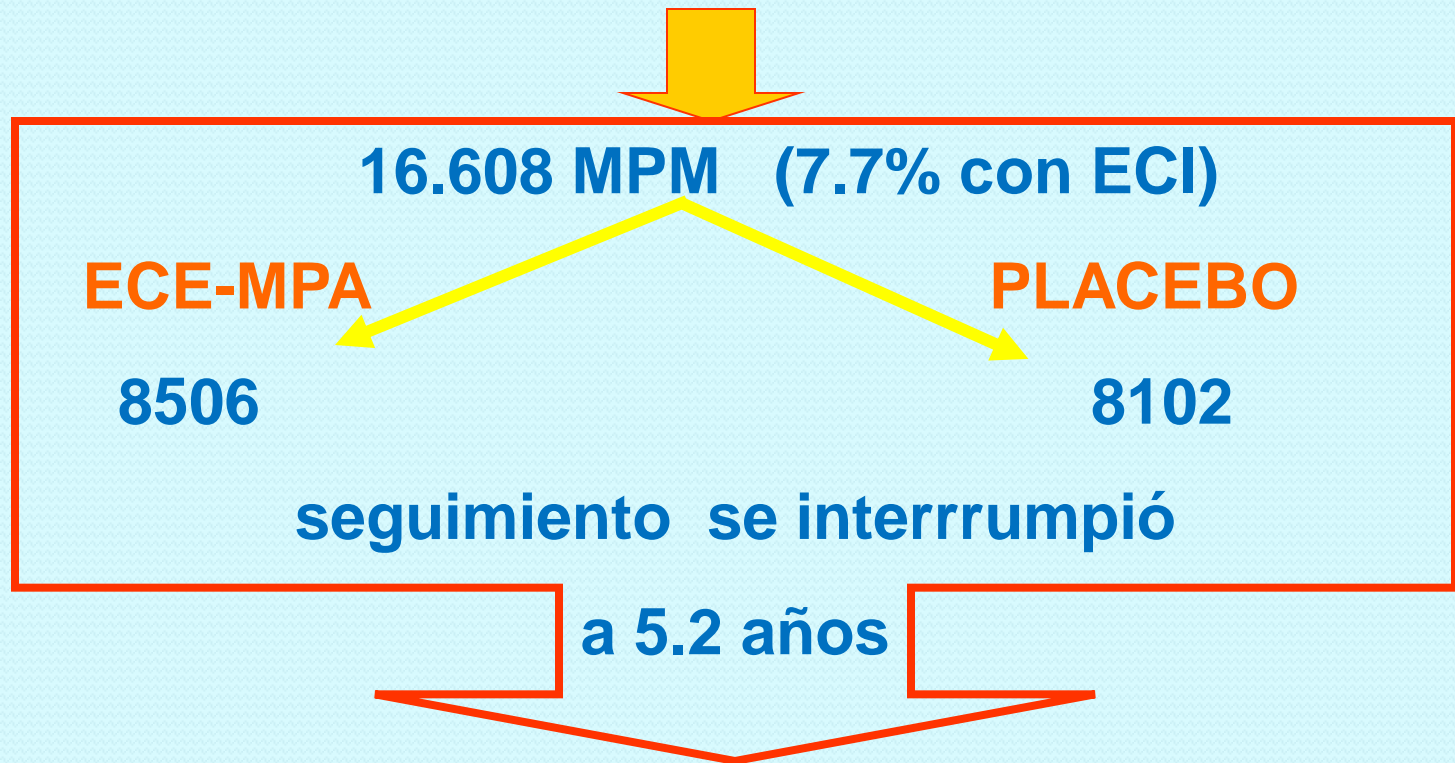 16.608 MPM (7.7% con ECI)
ECE-MPA PLACEBO
8506 8102
seguimiento se interrrumpió
a 5.2 años